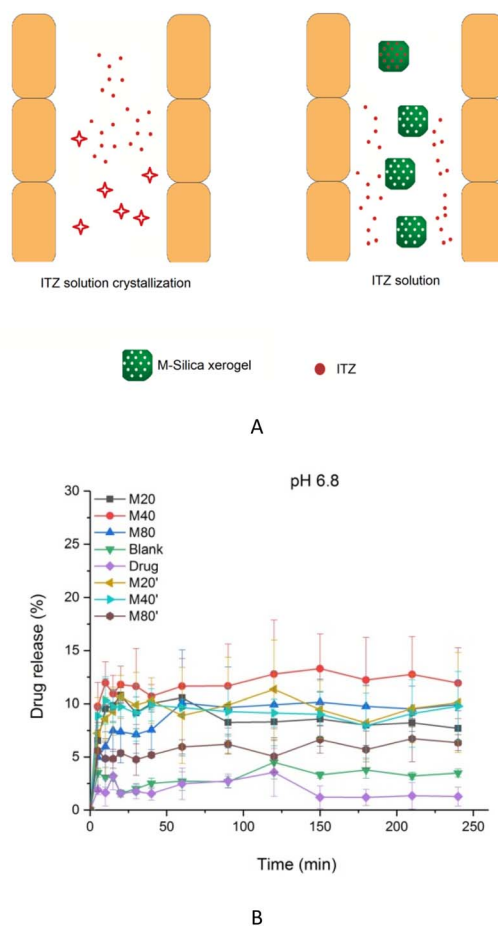 ITZ solution crystallization
ITZ solution
M-Silica xerogel
ITZ
A
pH 6.8
30
25
20
15
10
5
0
Drug release (%)
M20
M40
M80
Blank
Drug
M20'
M40'
M80'
0
50
100
150
200
250
Time (min)
B